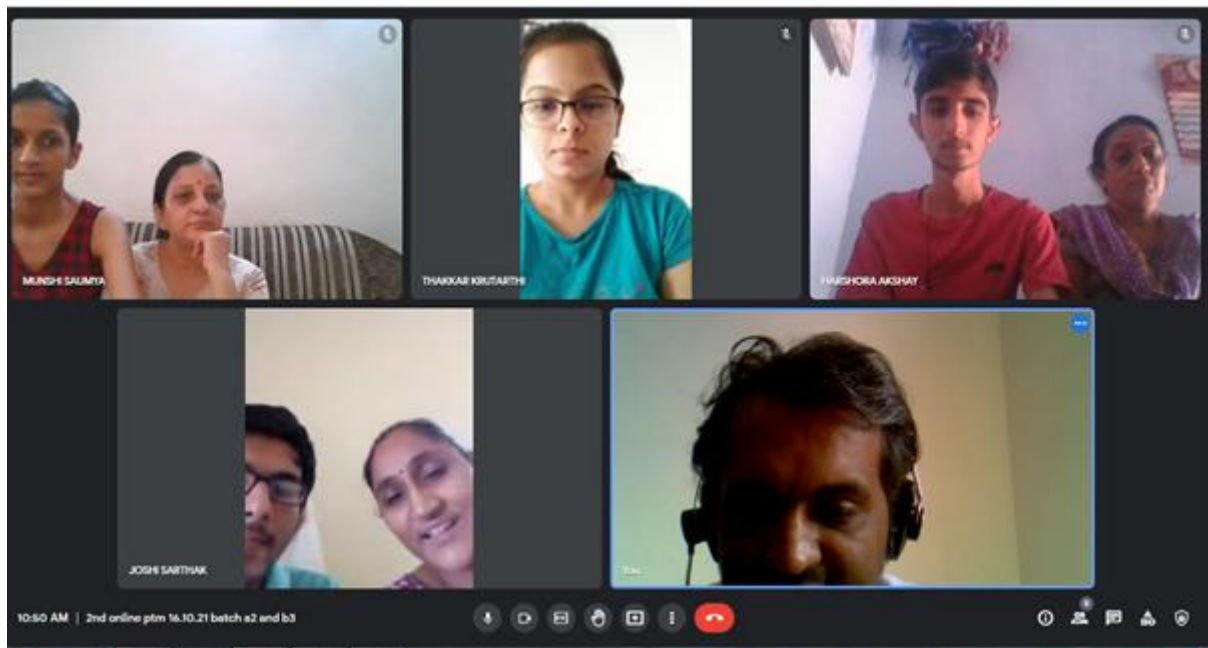 MUNSHI SAUMYA
THAKKAR KRUTARTHI
HARSHORA AKSHAY
JOSHI SARTHAK
You
10:50 AM | 2nd online ptm 16.10.21 batch a2 and b3